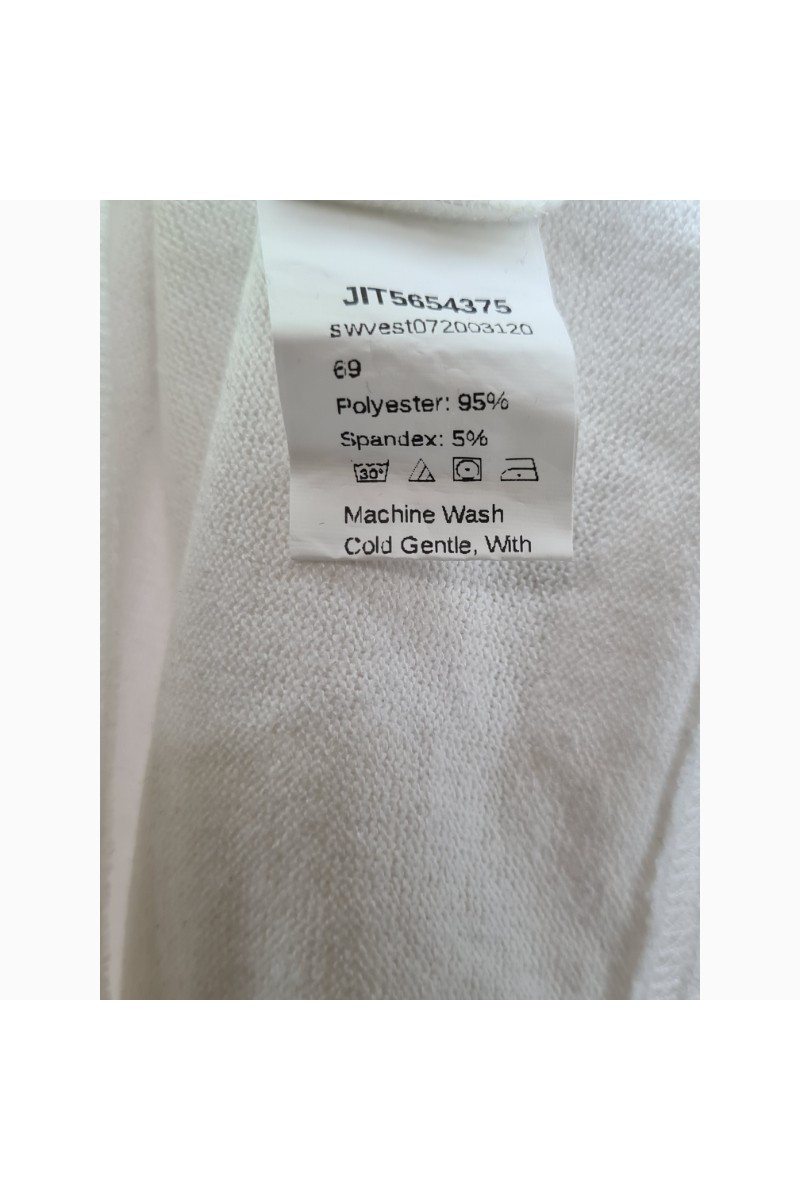 JIT5654375
swvest072003120
69
Polyester: 95%
Spandex: 5%
30°
Machine Wash
Cold Gentle, With